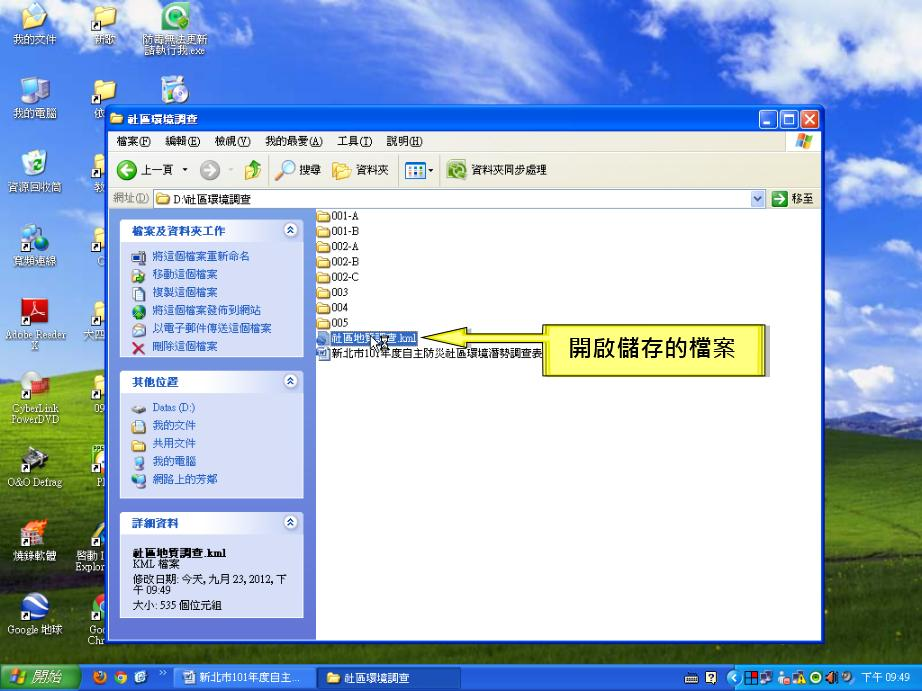 我的文件
新歌
防毒無法更新
請執行我.exe
我的電腦
資源回收筒
寬頻連線
Adobe Reader
X
大四
CyberLink
PowerDVD
09
O&O Defrag
燒錄軟體
啓動 I
Explor
Google 地球
Goo
Chr
社區環境調查
檔案(F) 編輯(E) 檢視(V) 我的最愛(A) 工具(T) 說明(H)
上一頁 搜尋 資料夾 資料夾同步處理
網址(D) D:\社區環境調查 移至
檔案及資料夾工作
將這個檔案重新命名
移動這個檔案
複製這個檔案
將這個檔案發佈到網站
以電子郵件傳送這個檔案
刪除這個檔案
其他位置
Datas (D:)
我的文件
共用文件
我的電腦
網路上的芳鄰
詳細資料
社區地質調查.kml
KML 檔案
修改日期: 今天, 九月 23, 2012, 下
午 09:49
大小: 535 個位元組
001-A
001-B
002-A
002-B
002-C
003
004
005
社區地質調查.kml
新北市101年度自主防災社區環境潛勢調查表
開啟儲存的檔案
開始 新北市101年度自主... 社區環境調查 下午 09:49